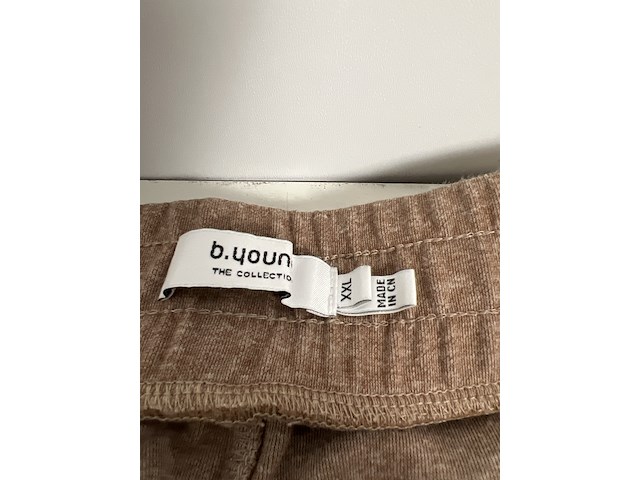 b.youn
THE COLLECTIO
XXL
MADE
IN CN